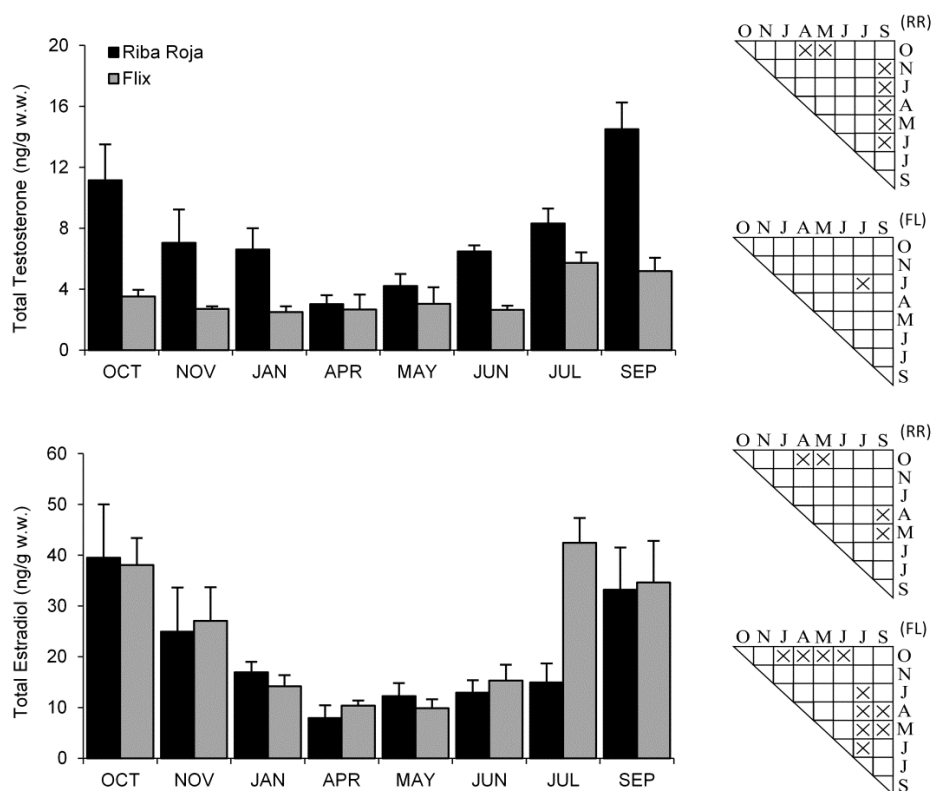 Total Testosterone (ng/g w.w.)
20
16
12
8
4
0
Riba Roja
Flix
OCT NOV JAN APR MAY JUN JUL SEP
O N J A M J J S (RR)
O
N
J
A
M
J
J
S
O N J A M J J S (FL)
O
N
J
A
M
J
J
S
Total Estradiol (ng/g w.w.)
60
50
40
30
20
10
0
OCT NOV JAN APR MAY JUN JUL SEP
O N J A M J J S (RR)
O
N
J
A
M
J
J
S
O N J A M J J S (FL)
O
N
J
A
M
J
J
S